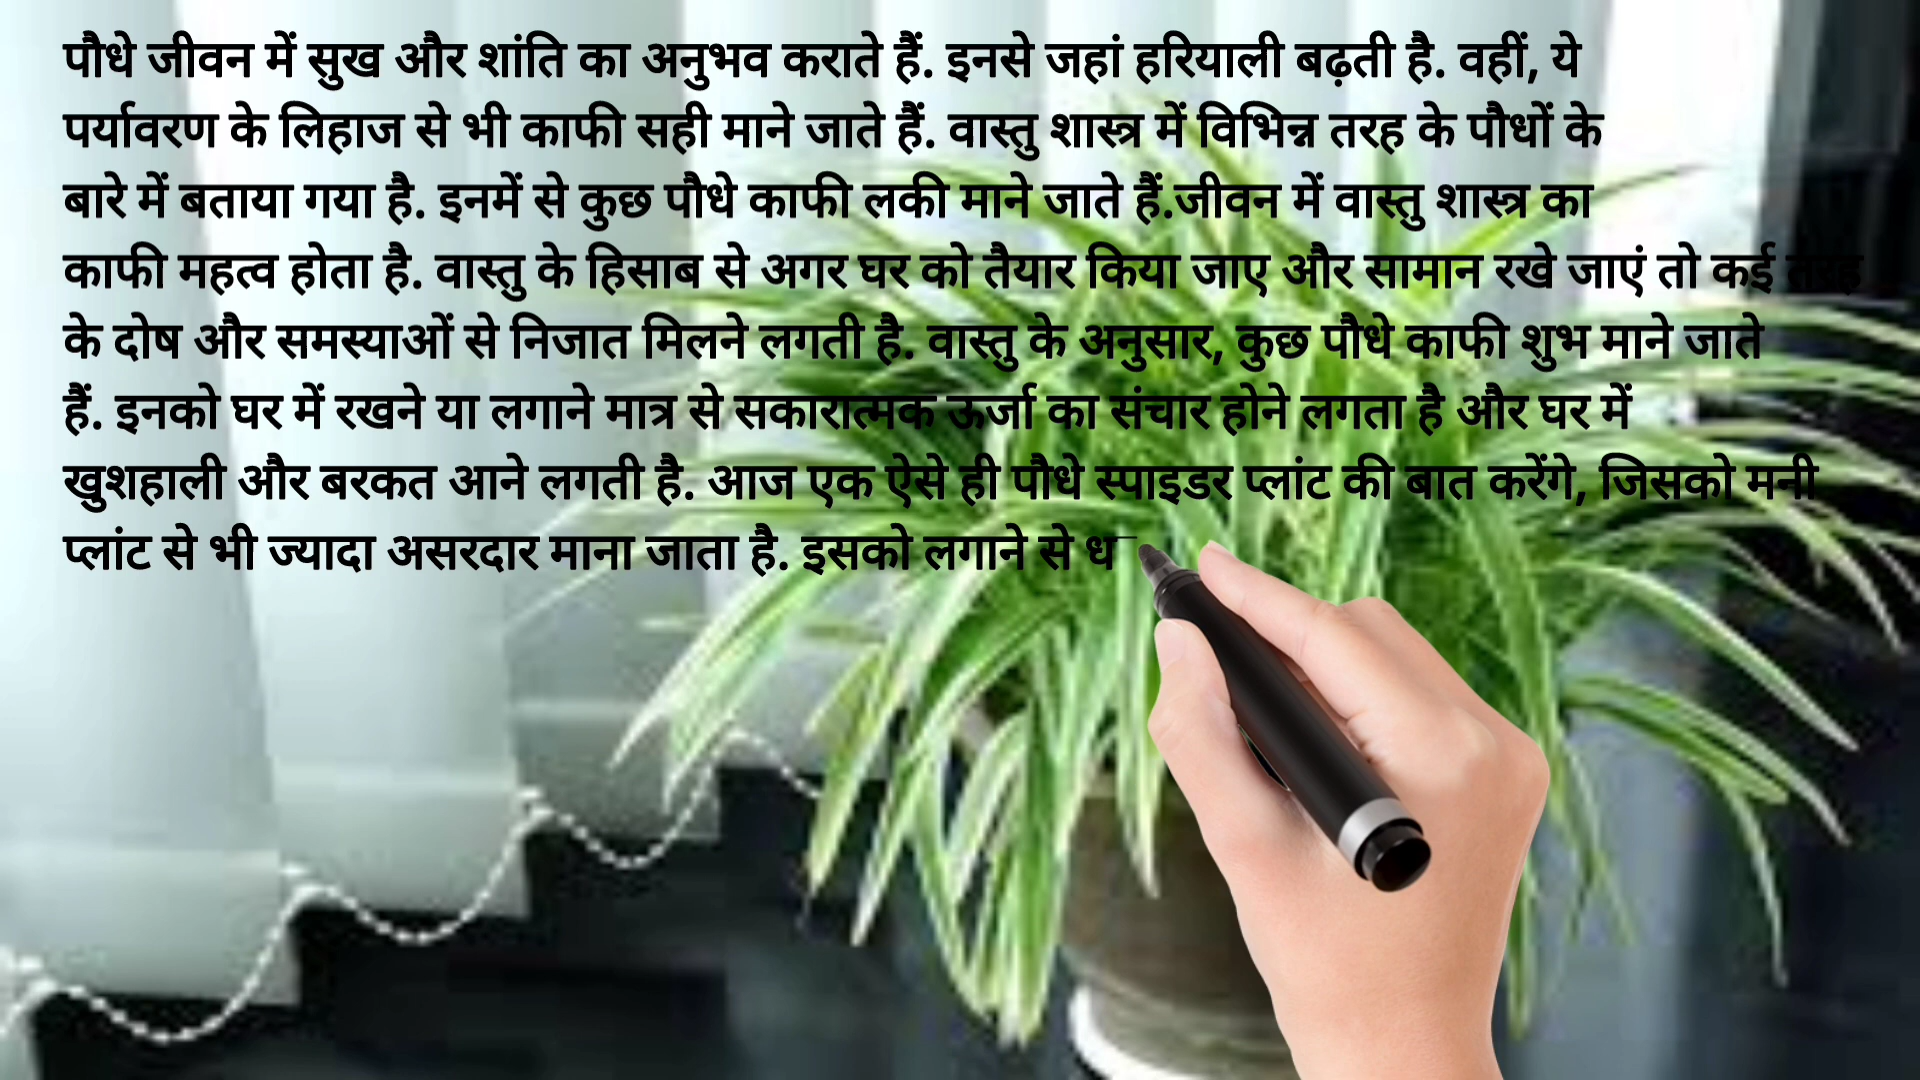 पौधे जीवन में सुख और शांति का अनुभव कराते हैं. इनसे जहां हरियाली बढ़ती है. वहीं, ये
पर्यावरण के लिहाज से भी काफी सही माने जाते हैं. वास्तु शास्त्र में विभिन्न तरह के पौधों के
बारे में बताया गया है. इनमें से कुछ पौधे काफी लकी माने जाते हैं.जीवन में वास्तु शास्त्र का
काफी महत्व होता है. वास्तु के हिसाब से अगर घर को तैयार किया जाए और सामान रखे जाएं तो कई तरह
के दोष और समस्याओं से निजात मिलने लगती है. वास्तु के अनुसार, कुछ पौधे काफी शुभ माने जाते
हैं. इनको घर में रखने या लगाने मात्र से सकारात्मक ऊर्जा का संचार होने लगता है और घर में
खुशहाली और बरकत आने लगती है. आज एक ऐसे ही पौधे स्पाइडर प्लांट की बात करेंगे, जिसको मनी
प्लांट से भी ज्यादा असरदार माना जाता है. इसको लगाने से ध